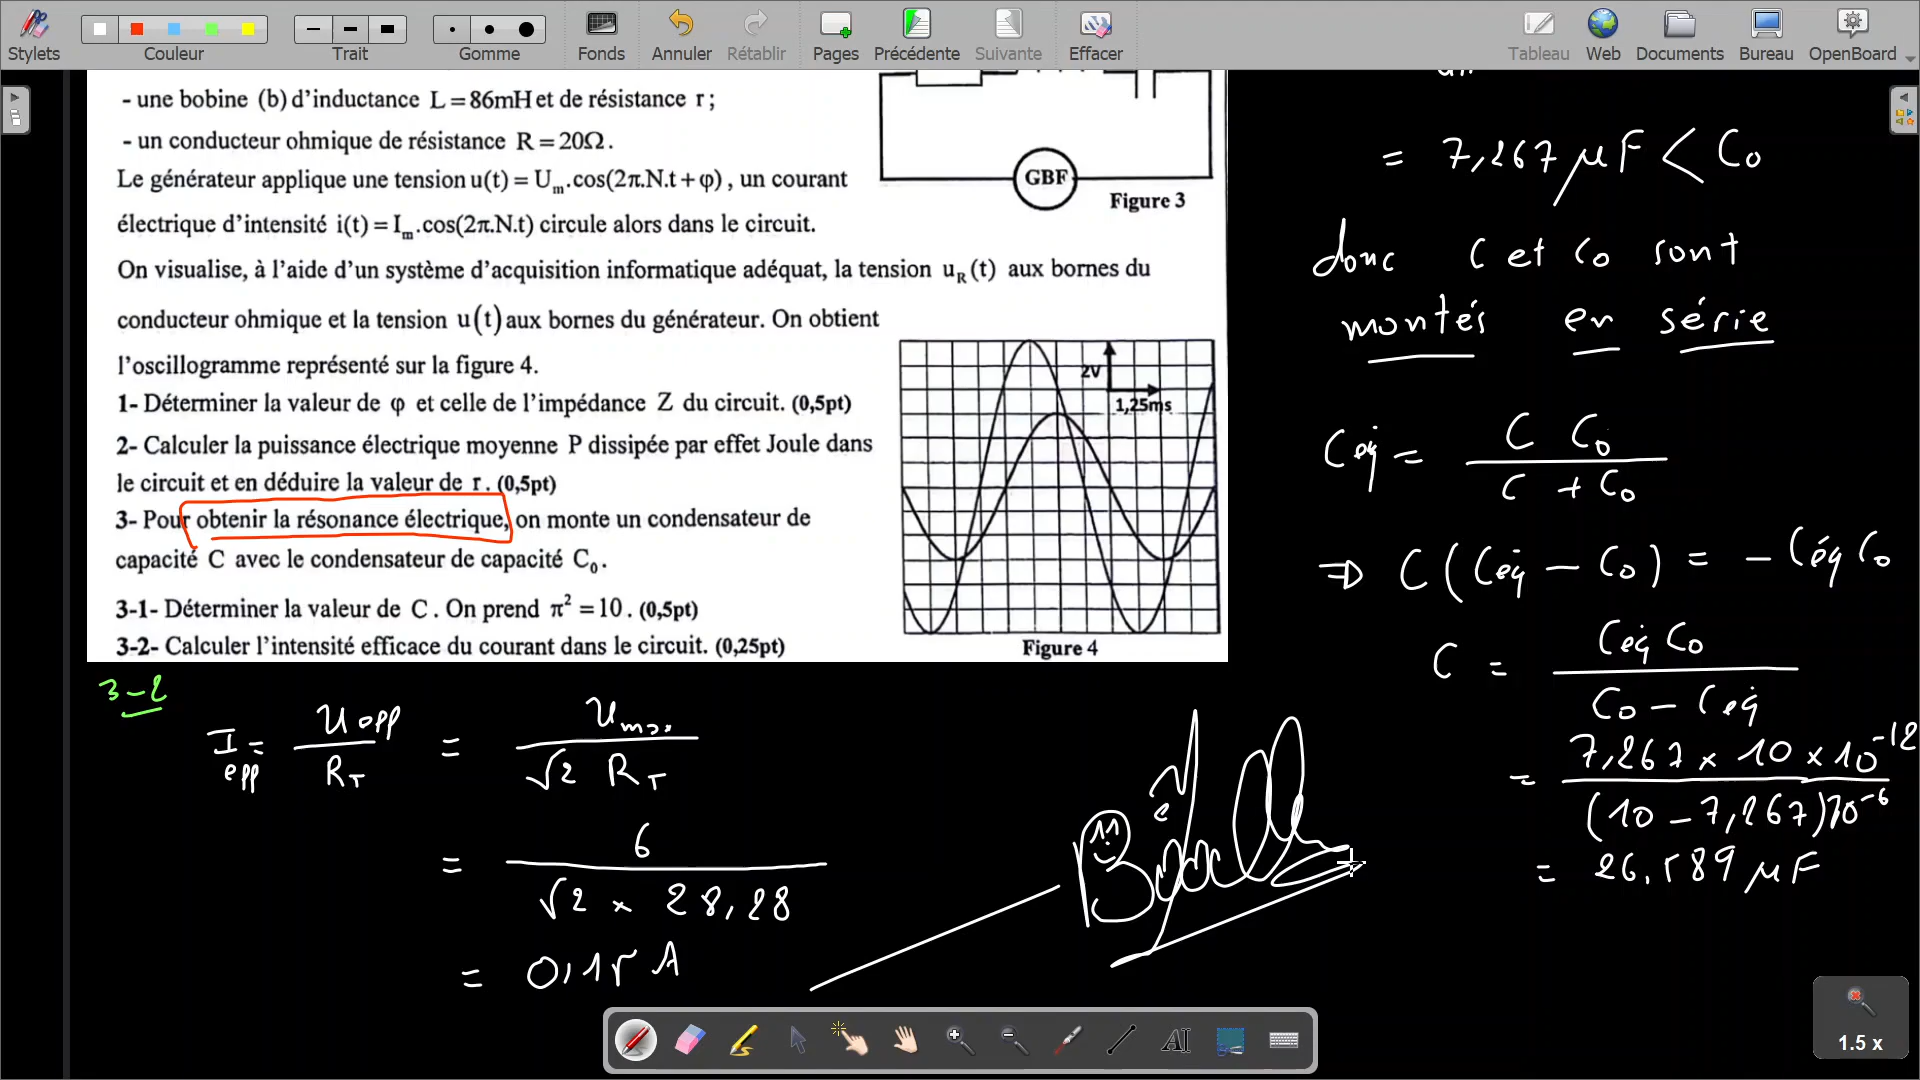 Stylets Couleur Trait Gomme Fonds Annuler Rétablir Pages Précédente Suivante Effacer Tableau Web Documents Bureau OpenBoard
- une bobine (b) d'inductance L = 86mH et de résistance r ;
- un conducteur ohmique de résistance R = 20Ω.
Le générateur applique une tension u(t) = Um.cos(2π.N.t + φ), un courant
électrique d'intensité i(t) = Im.cos(2π.N.t) circule alors dans le circuit.
On visualise, à l'aide d'un système d'acquisition informatique adéquat, la tension uR(t) aux bornes du
conducteur ohmique et la tension u(t) aux bornes du générateur. On obtient
l'oscillogramme représenté sur la figure 4.
1- Déterminer la valeur de φ et celle de l'impédance Z du circuit. (0,5pt)
2- Calculer la puissance électrique moyenne P dissipée par effet Joule dans
le circuit et en déduire la valeur de r. (0,5pt)
3- Pour obtenir la résonance électrique, on monte un condensateur de
capacité C avec le condensateur de capacité C0.
3-1- Déterminer la valeur de C. On prend π² = 10. (0,5pt)
3-2- Calculer l'intensité efficace du courant dans le circuit. (0,25pt)
GBF
Figure 3
2V
1,25ms
Figure 4
3-2
Ieff = Ueff / RT = Umax / √2 RT
= 6 / √2 × 28,28
= 0,15 A
= 7,267 µF < C0
donc C et C0 sont
montés en série
Céq = C C0 / C + C0
⇒ C (Céq - C0) = - Céq C0
C = Céq C0 / C0 - Céq
= 7,267 × 10 × 10⁻¹² / (10 - 7,267) 10⁻⁶
= 26,589 µF
1.5 x